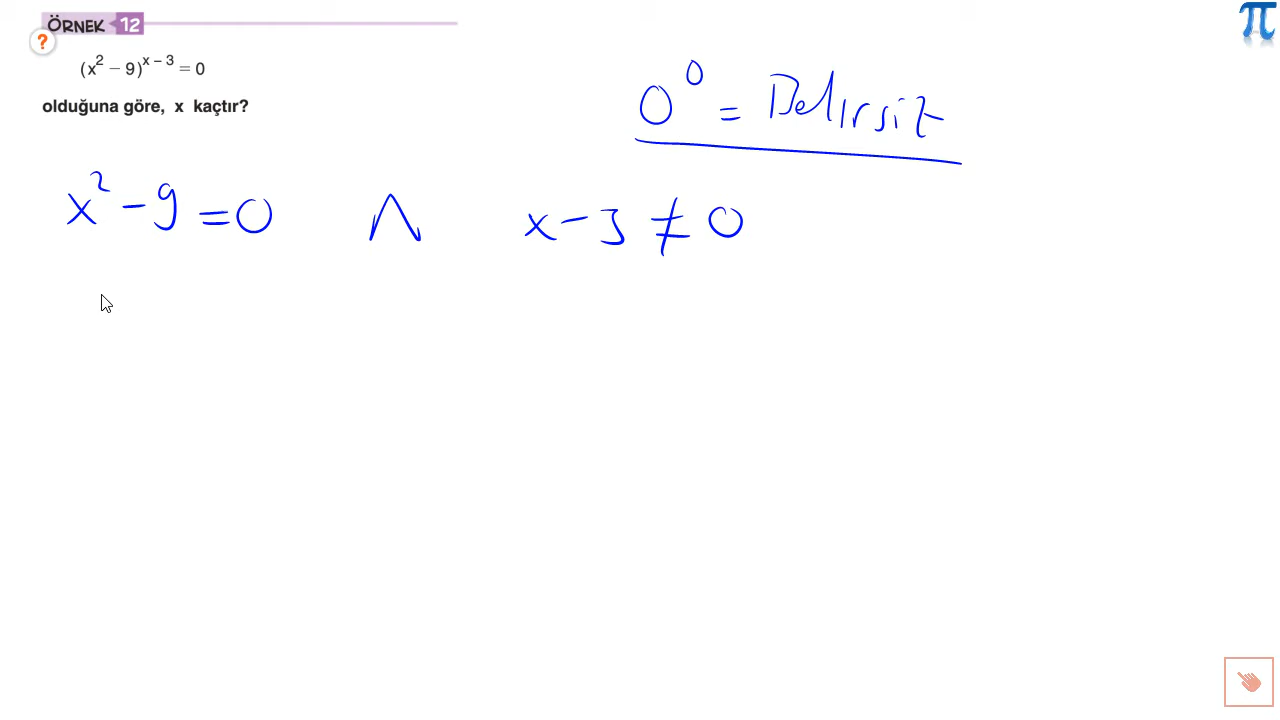 ÖRNEK 12
?
(x² − 9)ˣ⁻³ = 0
olduğuna göre, x kaçtır?
0⁰ = Belirsiz
x² − 9 = 0 ∧ x − 3 ≠ 0
π